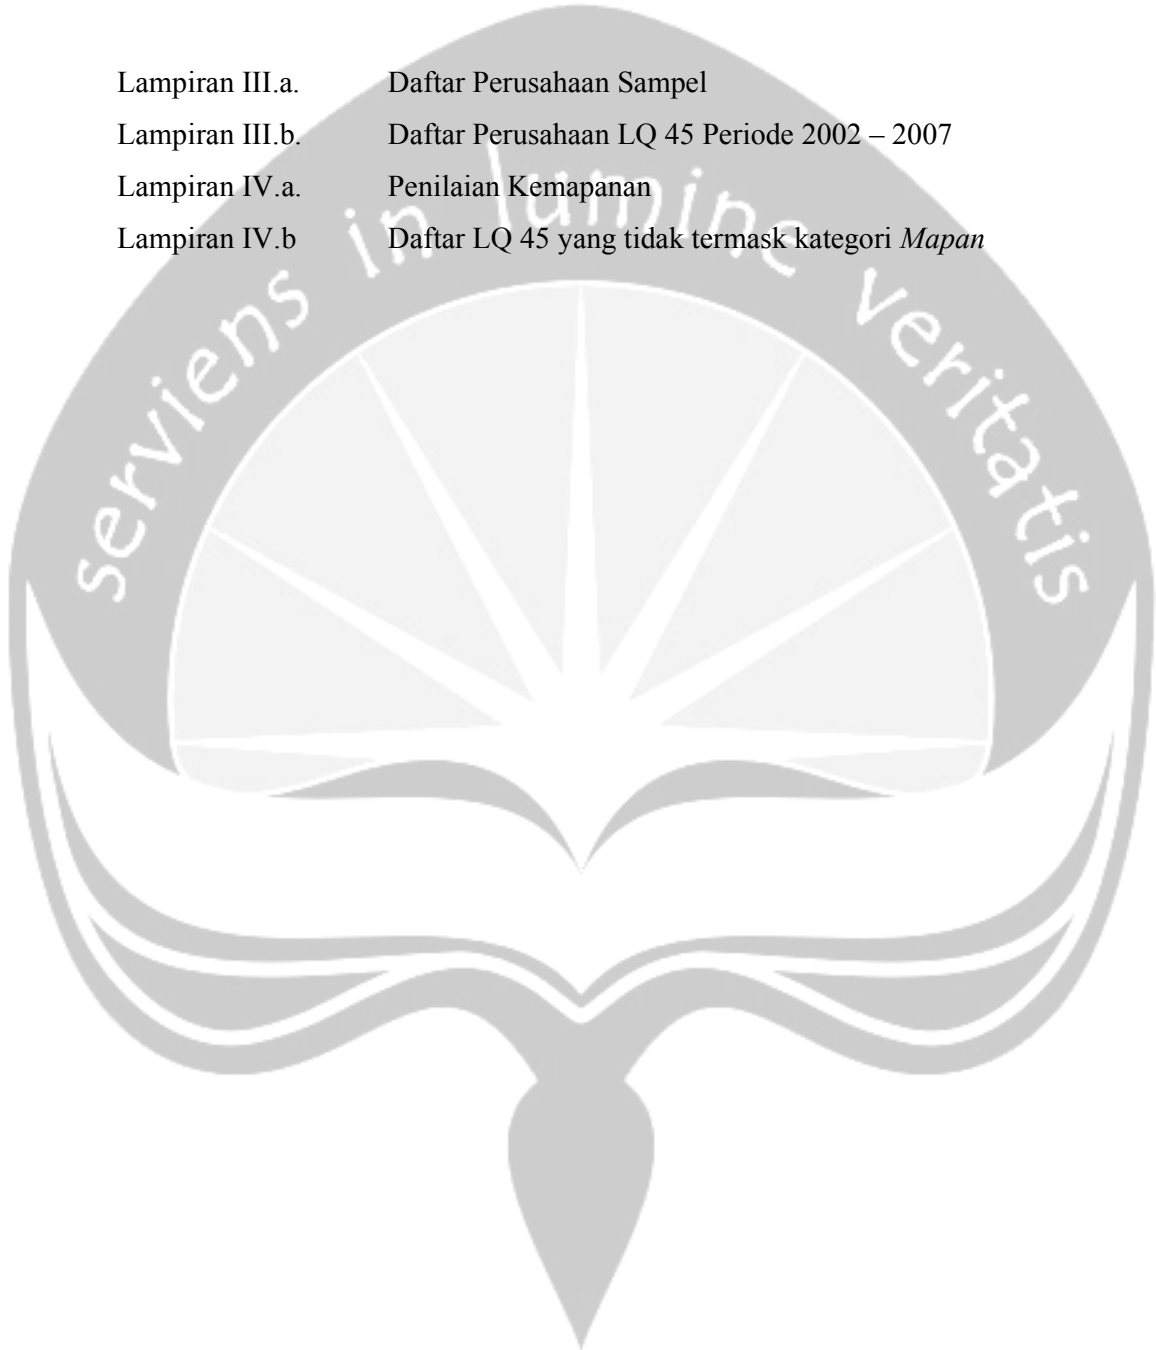 Lampiran III.a. Daftar Perusahaan Sampel
Lampiran III.b. Daftar Perusahaan LQ 45 Periode 2002 – 2007
Lampiran IV.a. Penilaian Kemapanan
Lampiran IV.b Daftar LQ 45 yang tidak termask kategori Mapan
serviens in lumine veritatis